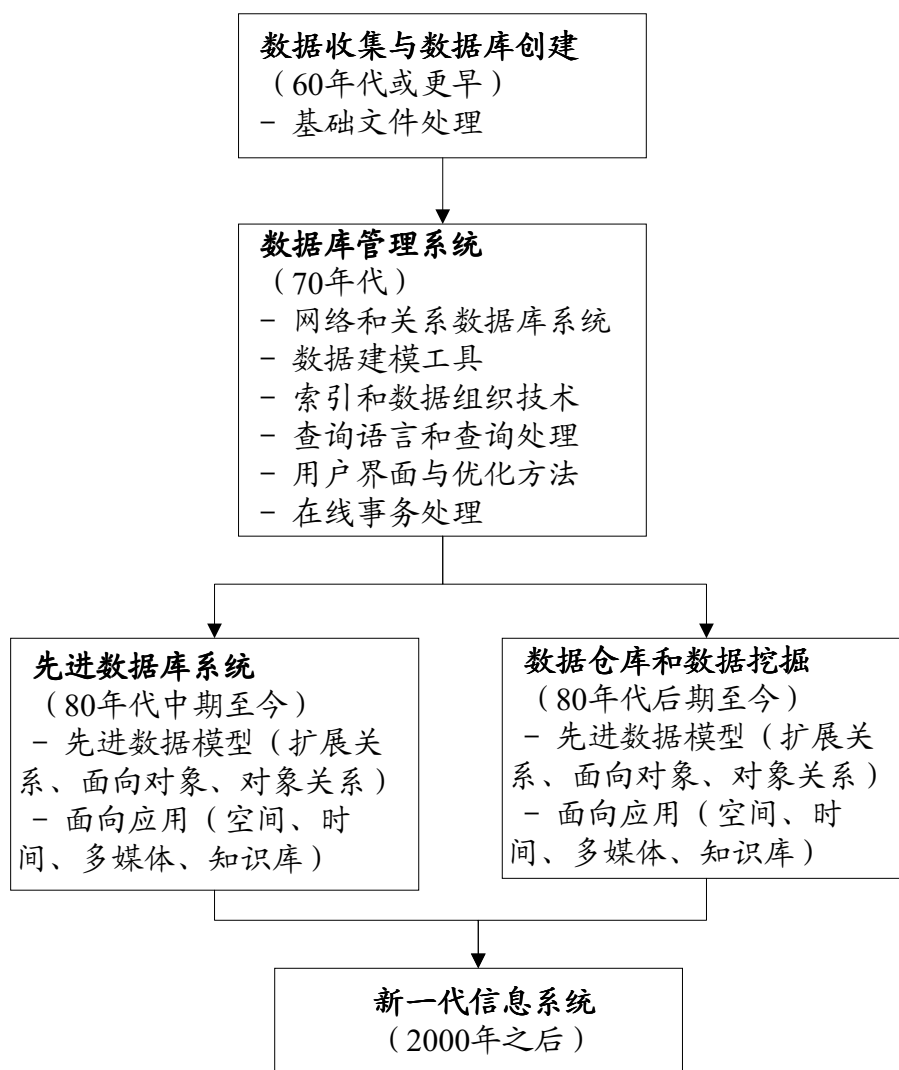 数据收集与数据库创建
（60年代或更早）
- 基础文件处理
数据库管理系统
（70年代）
- 网络和关系数据库系统
- 数据建模工具
- 索引和数据组织技术
- 查询语言和查询处理
- 用户界面与优化方法
- 在线事务处理
先进数据库系统
（80年代中期至今）
- 先进数据模型（扩展关
系、面向对象、对象关系）
- 面向应用（空间、时
间、多媒体、知识库）
数据仓库和数据挖掘
（80年代后期至今）
- 先进数据模型（扩展关
系、面向对象、对象关系）
- 面向应用（空间、时
间、多媒体、知识库）
新一代信息系统
（2000年之后）